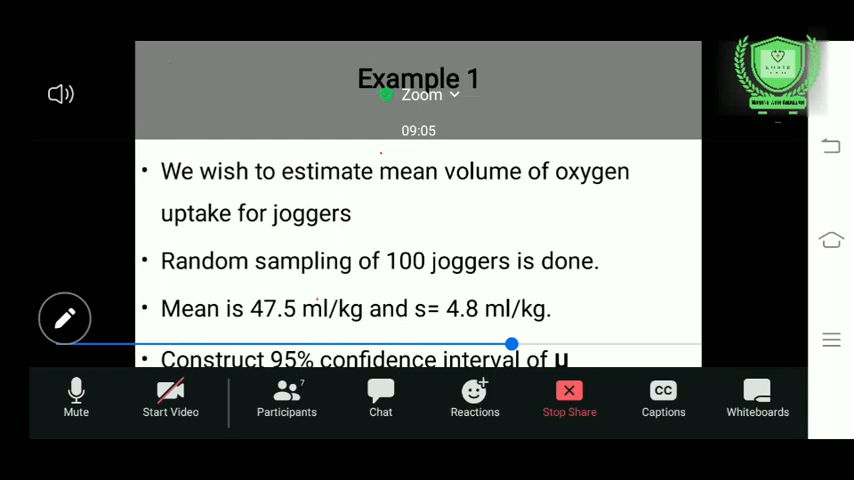 Example 1
Zoom
09:05
• We wish to estimate mean volume of oxygen
uptake for joggers
• Random sampling of 100 joggers is done.
• Mean is 47.5 ml/kg and s= 4.8 ml/kg.
• Construct 95% confidence interval of u
7
Mute
Start Video
Participants
Chat
Reactions
CC
Stop Share
Captions
Whiteboards